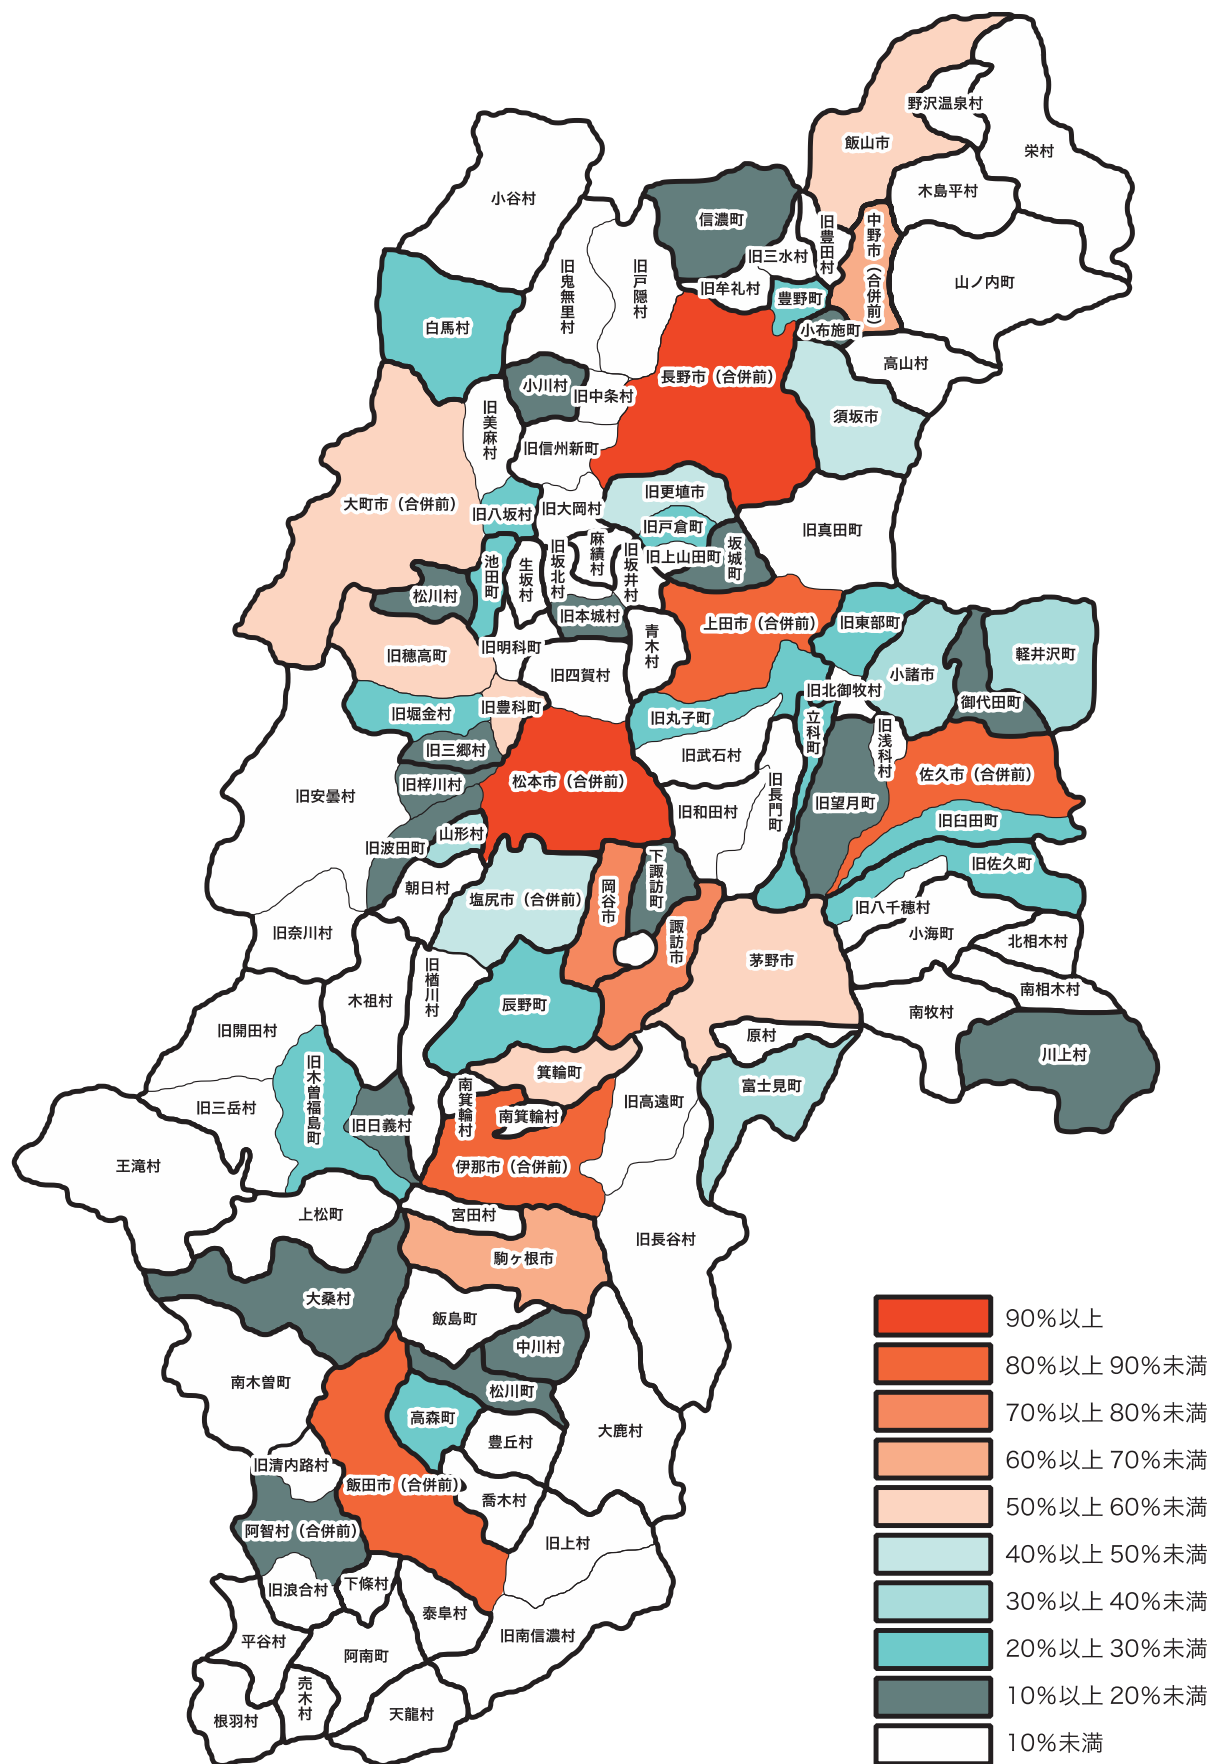 野沢温泉村
飯山市
栄村
木島平村
小谷村
信濃町
旧豊田村
中野市（合併前）
旧三水村
旧鬼無里村
旧戸隠村
旧牟礼村
豊野町
山ノ内町
白馬村
小布施町
高山村
長野市（合併前）
小川村
旧中条村
須坂市
旧美麻村
旧信州新町
大町市（合併前）
旧八坂村
旧大岡村
旧更埴市
旧戸倉町
旧真田町
旧上山田町
坂城町
池田町
生坂村
旧坂北村
麻績村
旧坂井村
松川村
旧本城村
上田市（合併前）
旧東部町
青木村
旧明科町
旧穂高町
旧四賀村
小諸市
軽井沢町
旧北御牧村
御代田町
旧堀金村
旧豊科町
旧丸子町
立科町
旧三郷村
旧武石村
旧浅科村
旧梓川村
松本市（合併前）
佐久市（合併前）
旧安曇村
旧長門町
旧望月町
旧和田村
旧臼田町
山形村
旧波田町
旧佐久町
朝日村
塩尻市（合併前）
岡谷市
下諏訪町
旧八千穂村
諏訪市
旧奈川村
小海町
北相木村
茅野市
旧楢川村
木祖村
辰野町
南相木村
南牧村
旧開田村
原村
川上村
箕輪町
富士見町
旧木曽福島町
旧三岳村
旧日義村
南箕輪村
南箕輪村
旧高遠町
王滝村
伊那市（合併前）
上松町
宮田村
旧長谷村
駒ヶ根市
大桑村
飯島町
中川村
南木曽町
松川町
高森町
大鹿村
豊丘村
旧清内路村
飯田市（合併前）
喬木村
阿智村（合併前）
旧上村
旧浪合村
下條村
泰阜村
旧南信濃村
平谷村
阿南町
売木村
根羽村
天龍村
90%以上
80%以上 90%未満
70%以上 80%未満
60%以上 70%未満
50%以上 60%未満
40%以上 50%未満
30%以上 40%未満
20%以上 30%未満
10%以上 20%未満
10%未満